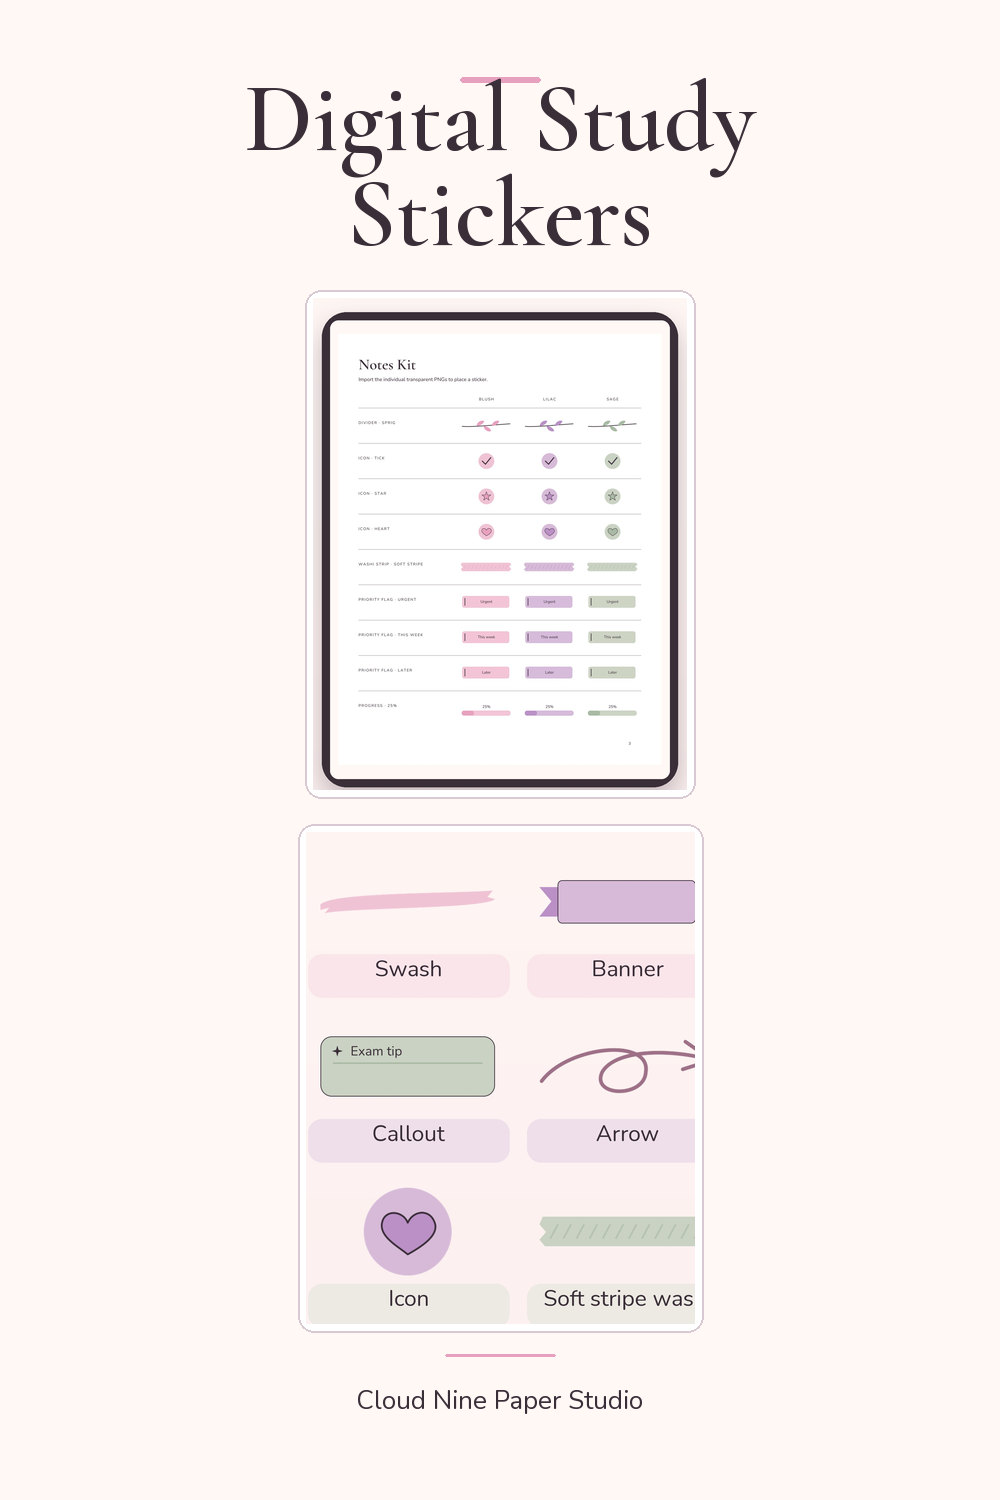 Digital Study
Stickers
Notes Kit
Import the individual transparent PNGs to place a sticker.
BLUSH LILAC SAGE
DIVIDER · SPRIG
ICON · TICK
ICON · STAR
ICON · HEART
WASHI STRIP · SOFT STRIPE
PRIORITY FLAG · URGENT Urgent Urgent Urgent
PRIORITY FLAG · THIS WEEK This week This week This week
PRIORITY FLAG · LATER Later Later Later
PROGRESS · 25% 25% 25% 25%
3
Swash Banner
Exam tip
Callout Arrow
Icon Soft stripe was
Cloud Nine Paper Studio